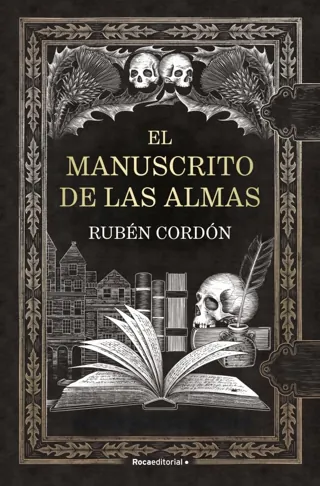 EL
MANUSCRITO
DE LAS ALMAS
RUBÉN CORDÓN
Rocaeditorial